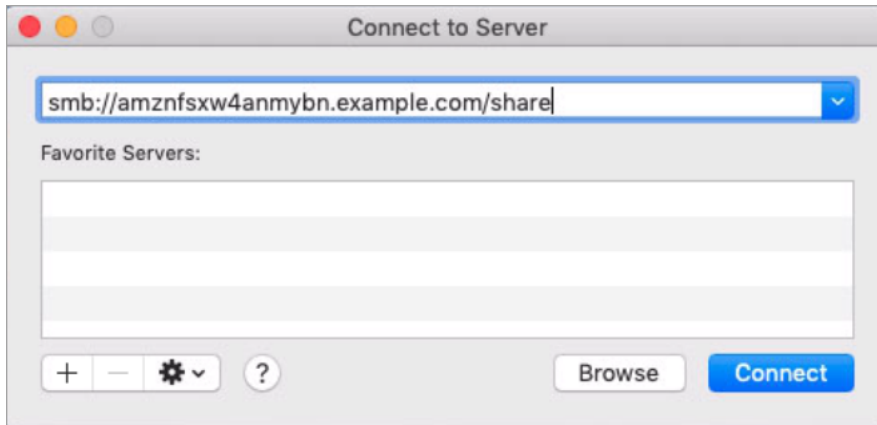 Connect to Server
smb://amznfsxw4anmybn.example.com/share
Favorite Servers:
+ − ?
Browse Connect